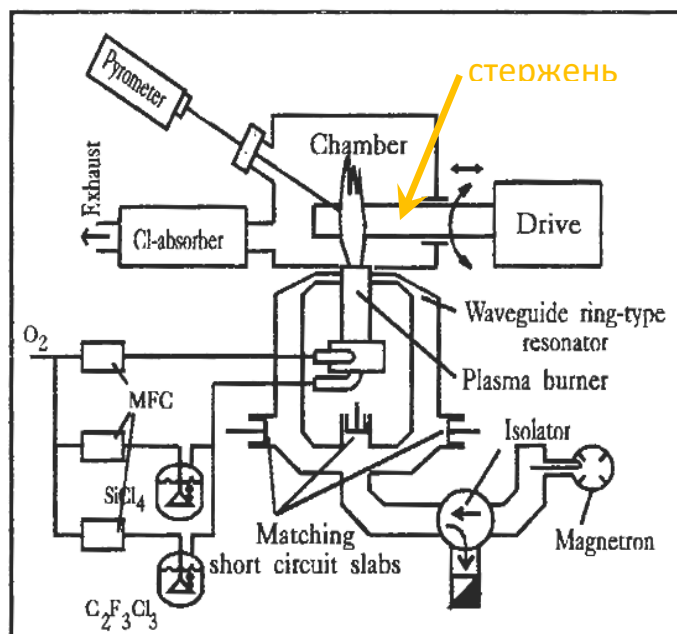 Pyrometer
стержень
Chamber
Exhaust
Cl-absorber
Drive
Waveguide ring-type
resonator
Plasma burner
O₂
MFC
SiCl₄
Isolator
Matching
short circuit slabs
Magnetron
C₂F₃Cl₃